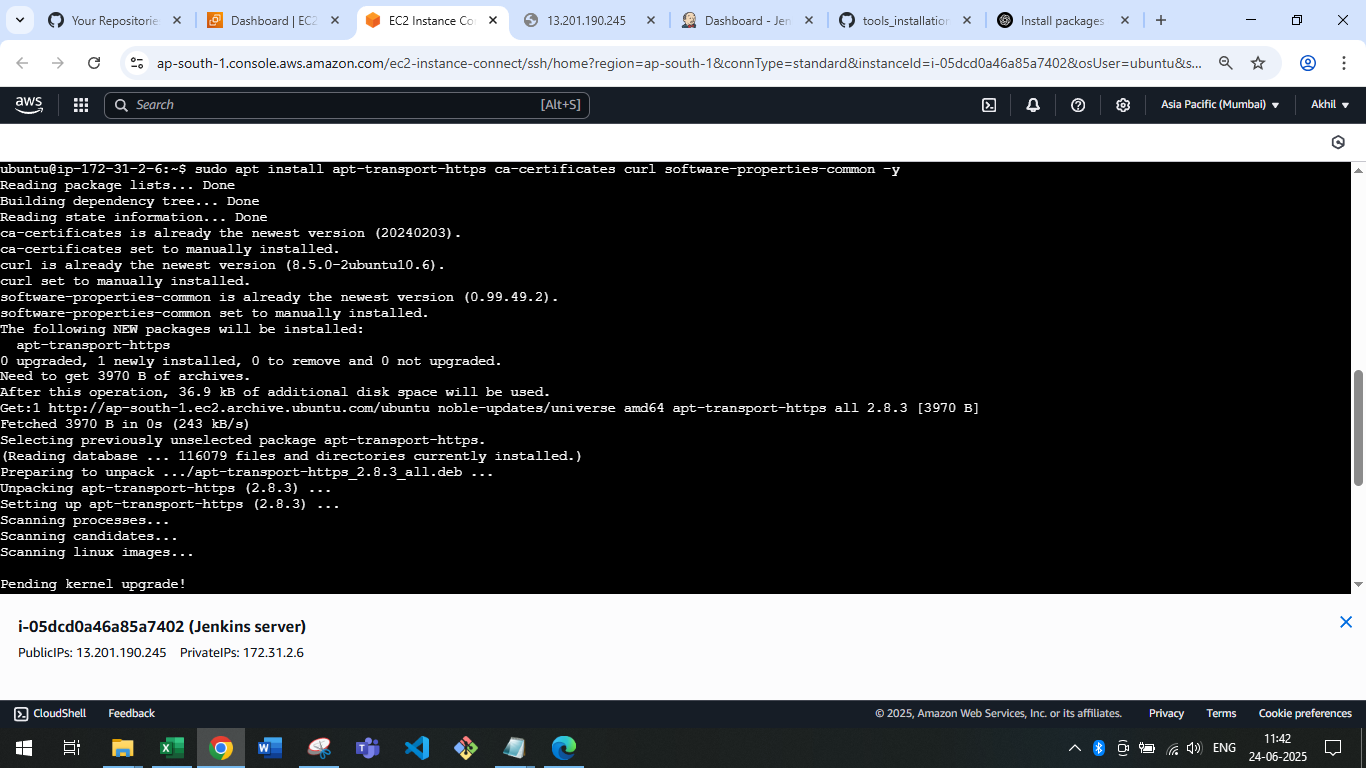 Your Repositories
Dashboard | EC2
EC2 Instance Co
13.201.190.245
Dashboard - Jen
tools_installation
Install packages
ap-south-1.console.aws.amazon.com/ec2-instance-connect/ssh/home?region=ap-south-1&connType=standard&instanceId=i-05dcd0a46a85a7402&osUser=ubuntu&s...
aws
Search
[Alt+S]
Asia Pacific (Mumbai)
Akhil
ubuntu@ip-172-31-2-6:~$ sudo apt install apt-transport-https ca-certificates curl software-properties-common -y
Reading package lists... Done
Building dependency tree... Done
Reading state information... Done
ca-certificates is already the newest version (20240203).
ca-certificates set to manually installed.
curl is already the newest version (8.5.0-2ubuntu10.6).
curl set to manually installed.
software-properties-common is already the newest version (0.99.49.2).
software-properties-common set to manually installed.
The following NEW packages will be installed:
  apt-transport-https
0 upgraded, 1 newly installed, 0 to remove and 0 not upgraded.
Need to get 3970 B of archives.
After this operation, 36.9 kB of additional disk space will be used.
Get:1 http://ap-south-1.ec2.archive.ubuntu.com/ubuntu noble-updates/universe amd64 apt-transport-https all 2.8.3 [3970 B]
Fetched 3970 B in 0s (243 kB/s)
Selecting previously unselected package apt-transport-https.
(Reading database ... 116079 files and directories currently installed.)
Preparing to unpack .../apt-transport-https_2.8.3_all.deb ...
Unpacking apt-transport-https (2.8.3) ...
Setting up apt-transport-https (2.8.3) ...
Scanning processes...
Scanning candidates...
Scanning linux images...
Pending kernel upgrade!
i-05dcd0a46a85a7402 (Jenkins server)
PublicIPs: 13.201.190.245    PrivateIPs: 172.31.2.6
CloudShell
Feedback
© 2025, Amazon Web Services, Inc. or its affiliates.
Privacy
Terms
Cookie preferences
ENG
11:42
24-06-2025